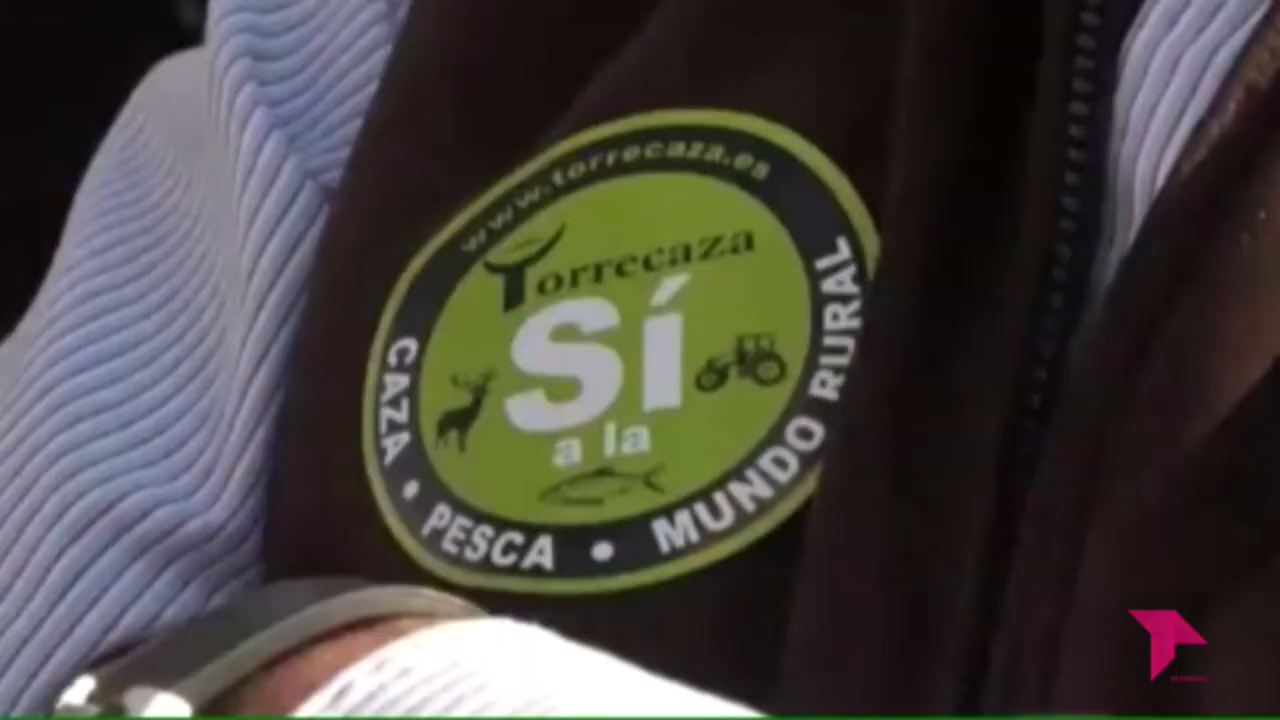 www.torrecaza.es
Torrecaza
Sí
a la
CAZA • PESCA • MUNDO RURAL